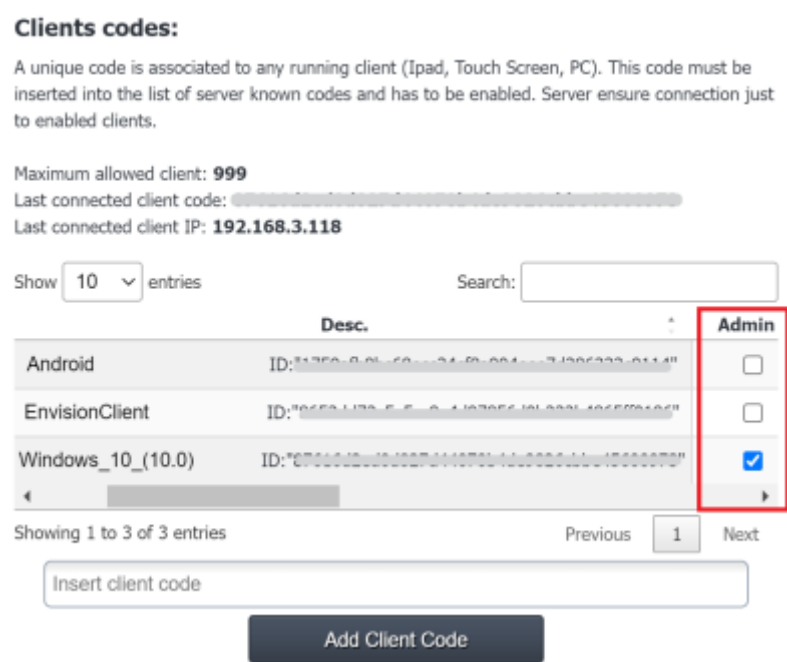 Clients codes:
A unique code is associated to any running client (Ipad, Touch Screen, PC). This code must be
inserted into the list of server known codes and has to be enabled. Server ensure connection just
to enabled clients.
Maximum allowed client: 999
Last connected client code:
Last connected client IP: 192.168.3.118
Show 10 entries Search:
Desc. Admin
Android ID:"
EnvisionClient ID:"
Windows_10_(10.0) ID:"
Showing 1 to 3 of 3 entries Previous 1 Next
Insert client code
Add Client Code